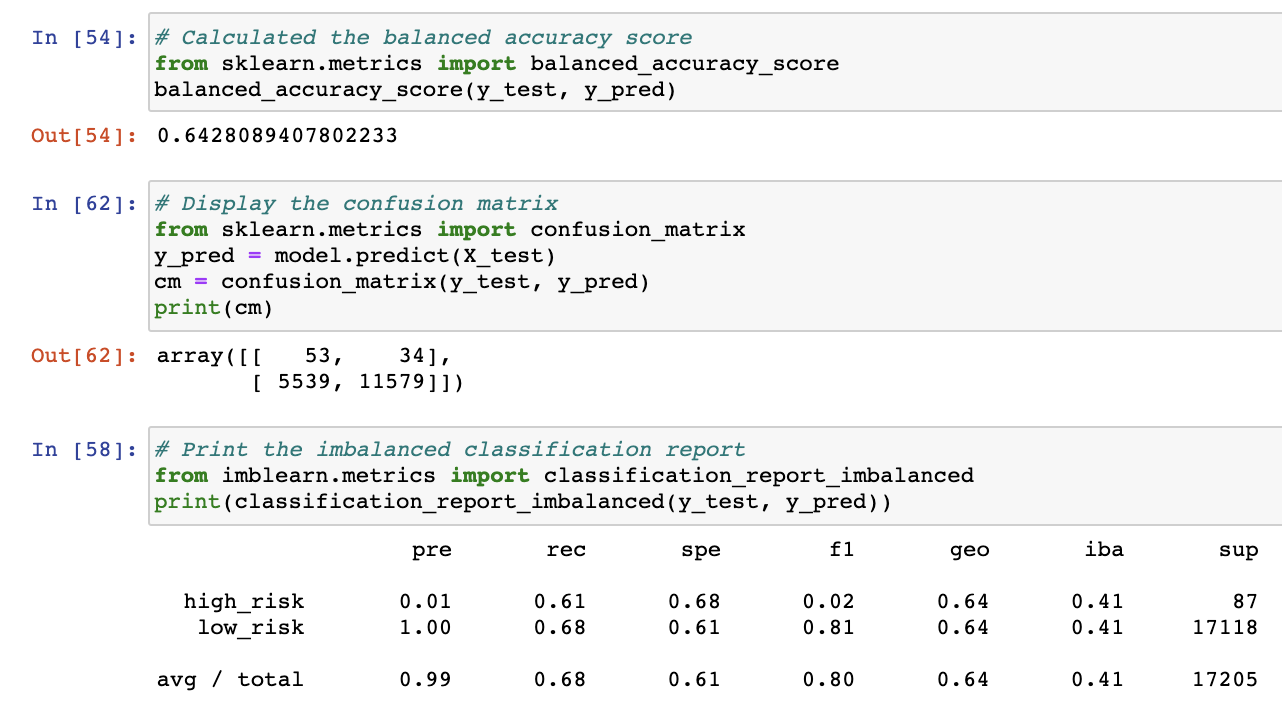 In [54]: # Calculated the balanced accuracy score
from sklearn.metrics import balanced_accuracy_score
balanced_accuracy_score(y_test, y_pred)
Out[54]: 0.6428089407802233
In [62]: # Display the confusion matrix
from sklearn.metrics import confusion_matrix
y_pred = model.predict(X_test)
cm = confusion_matrix(y_test, y_pred)
print(cm)
Out[62]: array([[   53,    34],
       [ 5539, 11579]])
In [58]: # Print the imbalanced classification report
from imblearn.metrics import classification_report_imbalanced
print(classification_report_imbalanced(y_test, y_pred))
pre rec spe f1 geo iba sup
high_risk 0.01 0.61 0.68 0.02 0.64 0.41 87
low_risk 1.00 0.68 0.61 0.81 0.64 0.41 17118
avg / total 0.99 0.68 0.61 0.80 0.64 0.41 17205